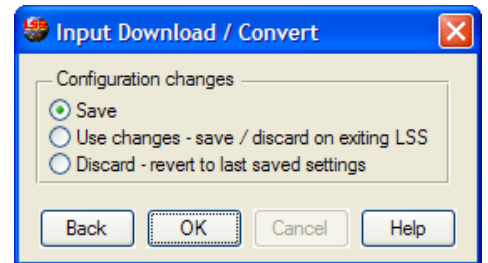 LSS Input Download / Convert
Configuration changes
Save
Use changes - save / discard on exiting LSS
Discard - revert to last saved settings
Back OK Cancel Help